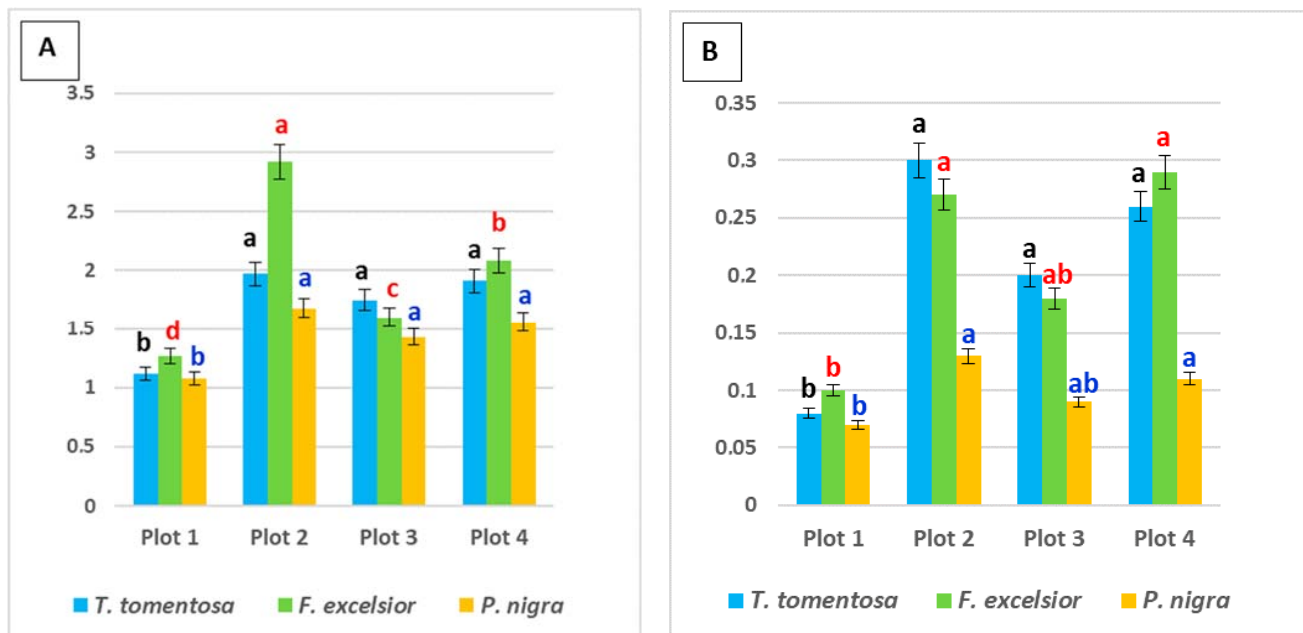 A
3.5
3
2.5
2
1.5
1
0.5
0
b d b
a a a
a c a
a b a
Plot 1 Plot 2 Plot 3 Plot 4
T. tomentosa F. excelsior P. nigra
B
0.35
0.3
0.25
0.2
0.15
0.1
0.05
0
b b b
a a a
a ab ab
a a a
Plot 1 Plot 2 Plot 3 Plot 4
T. tomentosa F. excelsior P. nigra